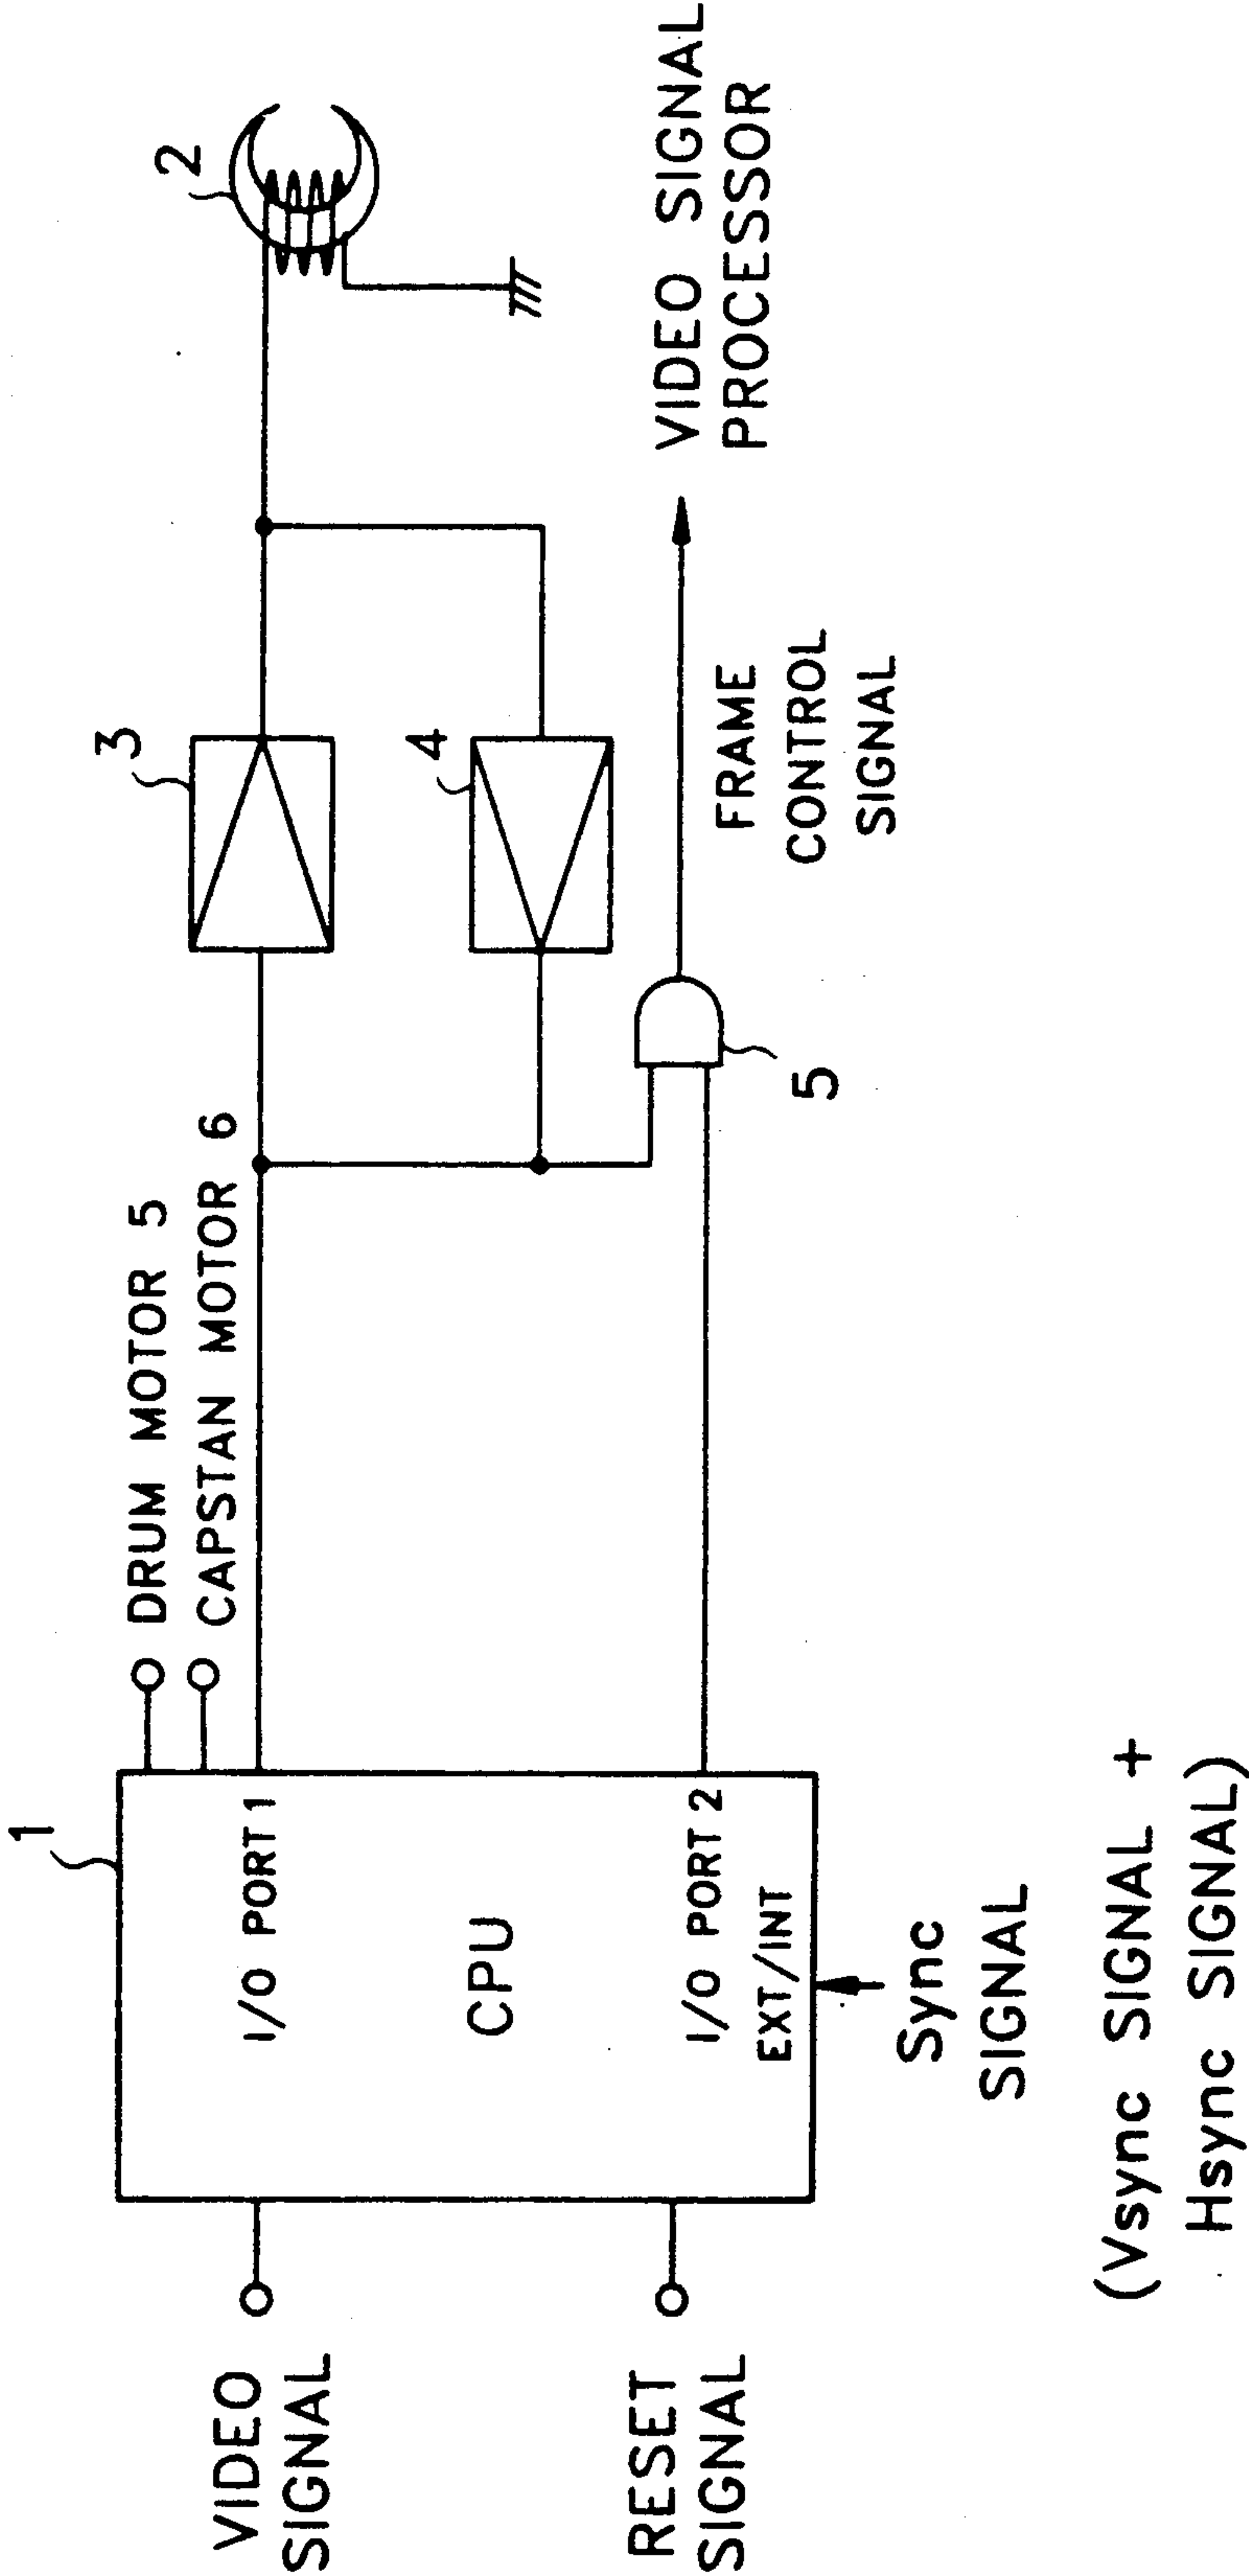 1
DRUM MOTOR 5
CAPSTAN MOTOR 6
3
2
VIDEO
SIGNAL
I/O PORT 1
CPU
4
RESET
SIGNAL
I/O PORT 2
EXT/INT
5
VIDEO SIGNAL
PROCESSOR
FRAME
CONTROL
SIGNAL
Sync
SIGNAL
(Vsync SIGNAL +
Hsync SIGNAL)